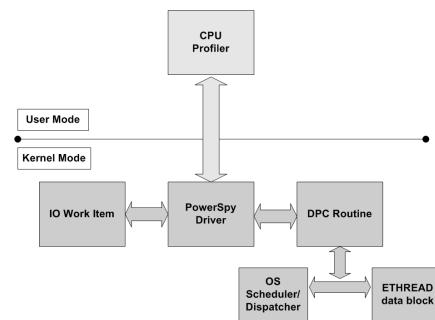 CPU
Profiler
User Mode
Kernel Mode
IO Work Item
PowerSpy
Driver
DPC Routine
OS
Scheduler/
Dispatcher
ETHREAD
data block